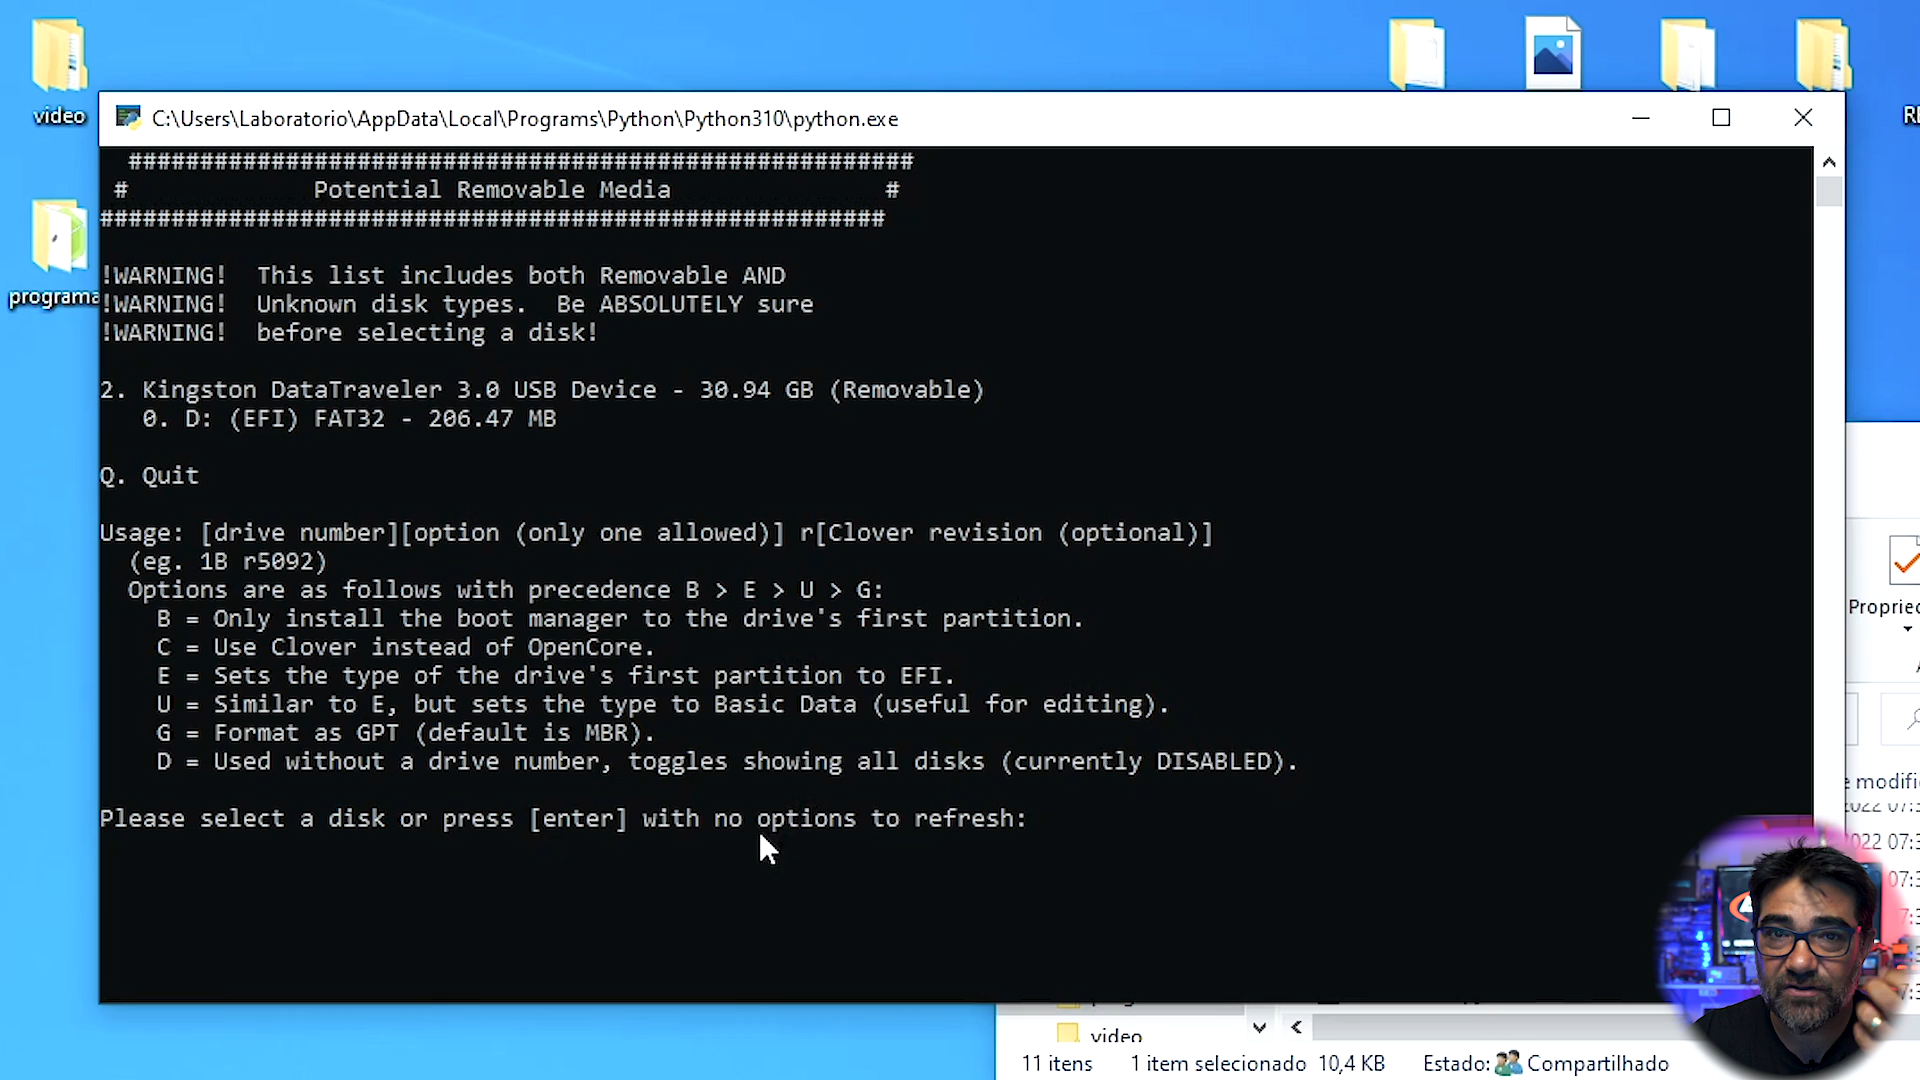 video
programa
C:\Users\Laboratorio\AppData\Local\Programs\Python\Python310\python.exe
#######################################################
# Potential Removable Media #
#######################################################
!WARNING! This list includes both Removable AND
!WARNING! Unknown disk types. Be ABSOLUTELY sure
!WARNING! before selecting a disk!
2. Kingston DataTraveler 3.0 USB Device - 30.94 GB (Removable)
0. D: (EFI) FAT32 - 206.47 MB
Q. Quit
Usage: [drive number][option (only one allowed)] r[Clover revision (optional)]
(eg. 1B r5092)
Options are as follows with precedence B > E > U > G:
B = Only install the boot manager to the drive's first partition.
C = Use Clover instead of OpenCore.
E = Sets the type of the drive's first partition to EFI.
U = Similar to E, but sets the type to Basic Data (useful for editing).
G = Format as GPT (default is MBR).
D = Used without a drive number, toggles showing all disks (currently DISABLED).
Please select a disk or press [enter] with no options to refresh:
Propried
e modifi
2022 07:3
video
11 itens 1 item selecionado 10,4 KB Estado: Compartilhado